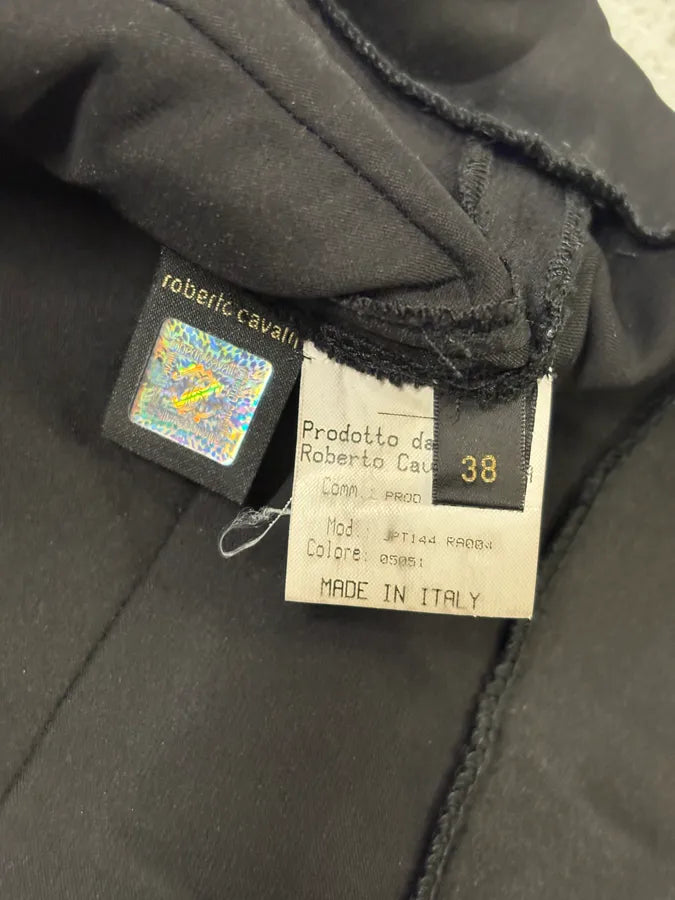 roberto cavalli
Prodotto da
Roberto Cav
38
Comm.: PROD
Mod.: JPT144 RA004
Colore: 05051
MADE IN ITALY